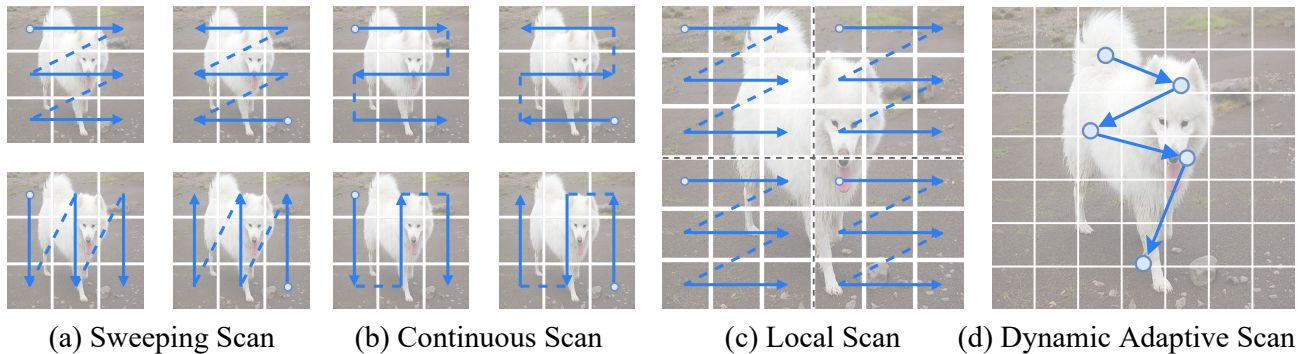 (a) Sweeping Scan
(b) Continuous Scan
(c) Local Scan
(d) Dynamic Adaptive Scan